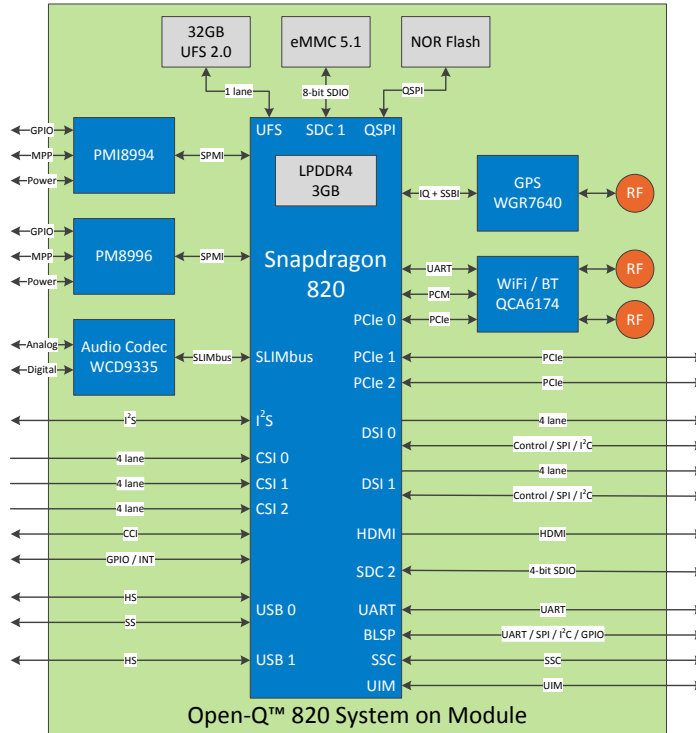 32GB
UFS 2.0
eMMC 5.1
NOR Flash
1 lane
8-bit SDIO
QSPI
UFS
SDC 1
QSPI
GPIO
MPP
Power
PMI8994
SPMI
LPDDR4
3GB
IQ + SSBI
GPS
WGR7640
RF
GPIO
MPP
Power
PM8996
SPMI
Snapdragon
820
UART
PCM
PCIe
PCIe 0
WiFi / BT
QCA6174
RF
RF
Analog
Digital
Audio Codec
WCD9335
SLIMbus
SLIMbus
PCIe 1
PCIe
PCIe 2
PCIe
I²S
I²S
DSI 0
4 lane
Control / SPI / I²C
4 lane
CSI 0
4 lane
CSI 1
4 lane
CSI 2
DSI 1
4 lane
Control / SPI / I²C
CCI
HDMI
HDMI
GPIO / INT
SDC 2
4-bit SDIO
HS
SS
USB 0
UART
UART
BLSP
UART / SPI / I²C / GPIO
HS
USB 1
SSC
SSC
UIM
UIM
Open-Q™ 820 System on Module